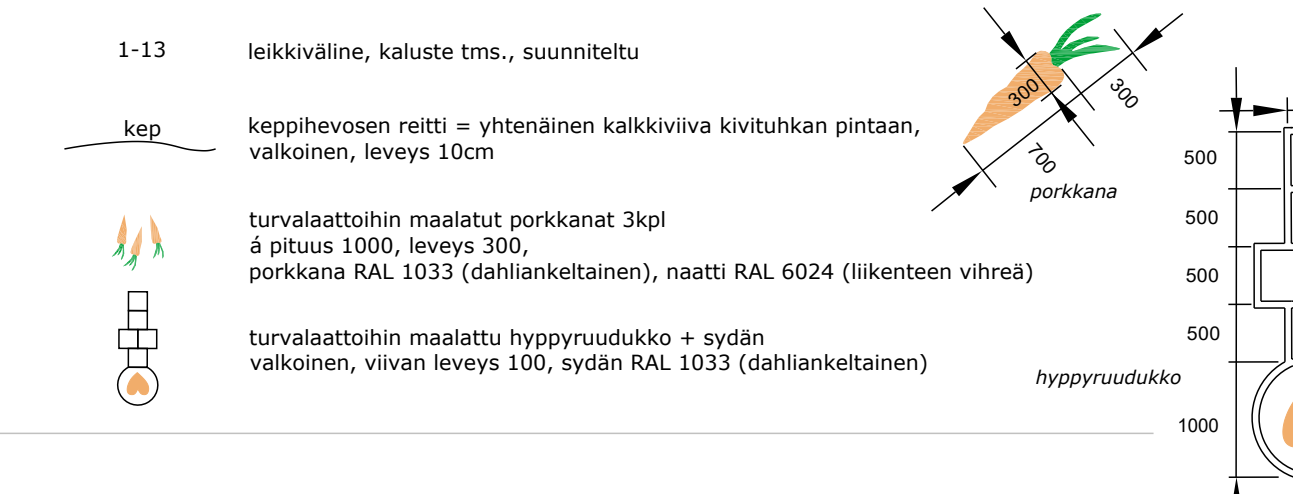 1-13
leikkiväline, kaluste tms., suunniteltu
kep
keppihevosen reitti = yhtenäinen kalkkiviiva kivituhkan pintaan,
valkoinen, leveys 10cm
turvalaattoihin maalatut porkkanat 3kpl
á pituus 1000, leveys 300,
porkkana RAL 1033 (dahliankeltainen), naatti RAL 6024 (liikenteen vihreä)
turvalaattoihin maalattu hyppyruudukko + sydän
valkoinen, viivan leveys 100, sydän RAL 1033 (dahliankeltainen)
300
300
700
porkkana
500
500
500
500
hyppyruudukko
1000